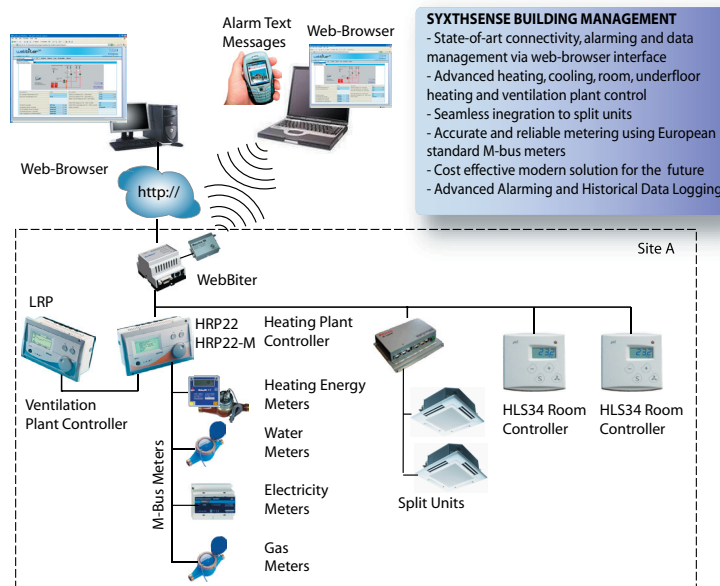 Alarm Text
Messages
Web-Browser
SYXTHSENSE BUILDING MANAGEMENT
- State-of-art connectivity, alarming and data
management via web-browser interface
- Advanced heating, cooling, room, underfloor
heating and ventilation plant control
- Seamless inegration to split units
- Accurate and reliable metering using European
standard M-bus meters
- Cost effective modern solution for the future
- Advanced Alarming and Historical Data Logging
Web-Browser
http://
Site A
WebBiter
LRP
HRP22
HRP22-M
Heating Plant
Controller
Ventilation
Plant Controller
M-Bus Meters
Heating Energy
Meters
Water
Meters
Electricity
Meters
Gas
Meters
Split Units
HLS34 Room
Controller
HLS34 Room
Controller